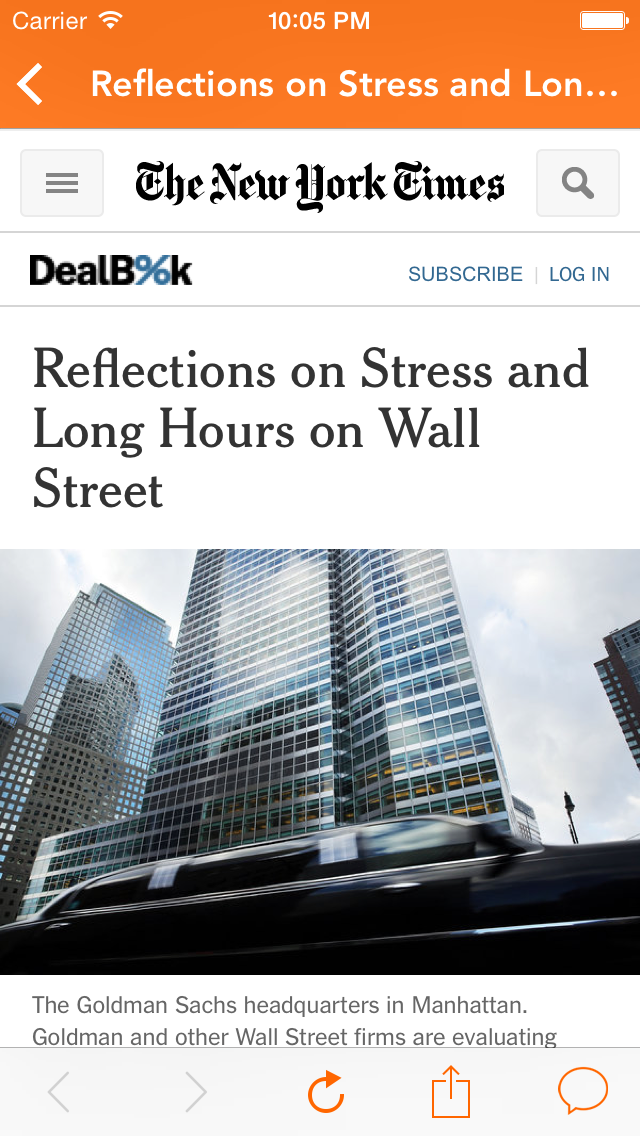 Carrier 10:05 PM
Reflections on Stress and Lon...
The New York Times
DealB%k SUBSCRIBE | LOG IN
Reflections on Stress and
Long Hours on Wall
Street
The Goldman Sachs headquarters in Manhattan.
Goldman and other Wall Street firms are evaluating